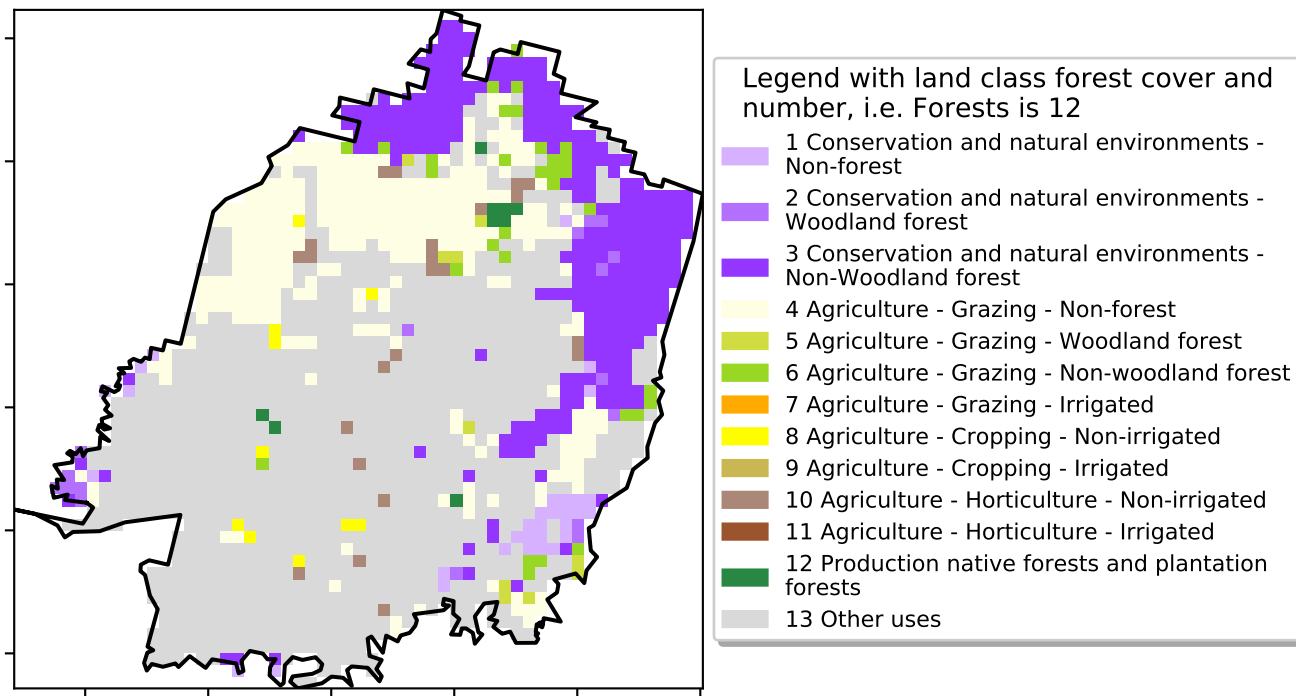 Legend with land class forest cover and
number, i.e. Forests is 12
1 Conservation and natural environments -
Non-forest
2 Conservation and natural environments -
Woodland forest
3 Conservation and natural environments -
Non-Woodland forest
4 Agriculture - Grazing - Non-forest
5 Agriculture - Grazing - Woodland forest
6 Agriculture - Grazing - Non-woodland forest
7 Agriculture - Grazing - Irrigated
8 Agriculture - Cropping - Non-irrigated
9 Agriculture - Cropping - Irrigated
10 Agriculture - Horticulture - Non-irrigated
11 Agriculture - Horticulture - Irrigated
12 Production native forests and plantation
forests
13 Other uses